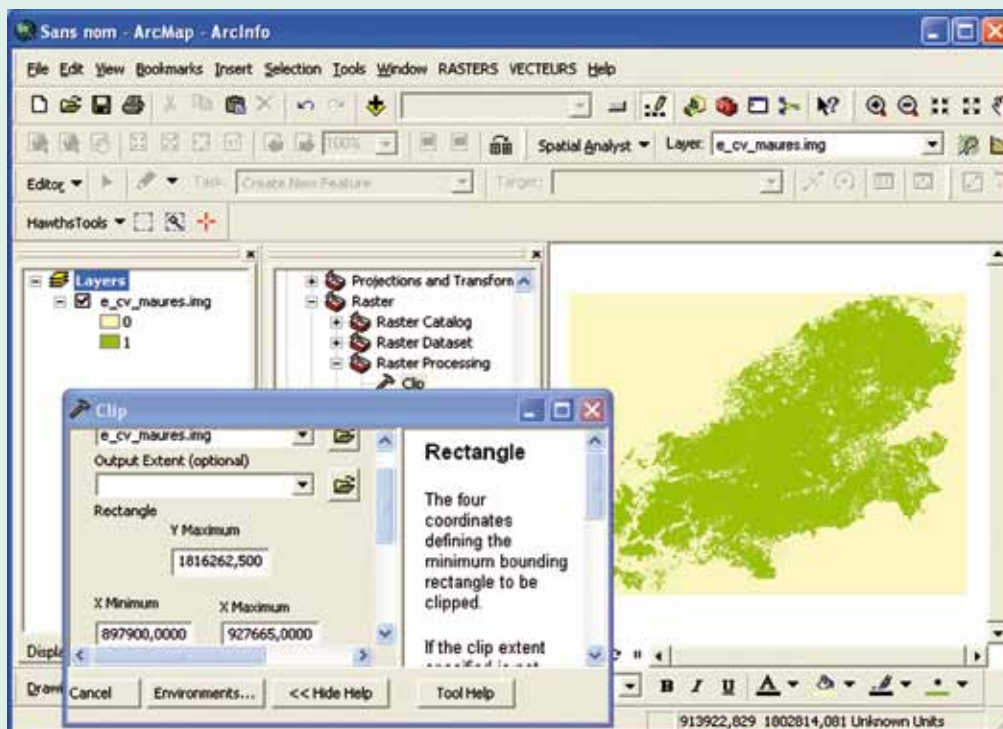 Sans nom - ArcMap - ArcInfo
File Edit View Bookmarks Insert Selection Tools Window RASTERS VECTEURS Help
100% Spatial Analyst Layer: e_cv_maures.img
Editor Task: Create New Feature Target:
HawthsTools
Layers
e_cv_maures.img
0
1
Projections and Transform
Raster
Raster Catalog
Raster Dataset
Raster Processing
Clip
Clip
e_cv_maures.img
Output Extent (optional)
Rectangle
Y Maximum
1816262,500
X Minimum X Maximum
897900,0000 927665,0000
Rectangle
The four
coordinates
defining the
minimum bounding
rectangle to be
clipped.
If the clip extent
Displa
Draw
Cancel Environments... << Hide Help Tool Help
B I U A
913922,829 1802814,081 Unknown Units